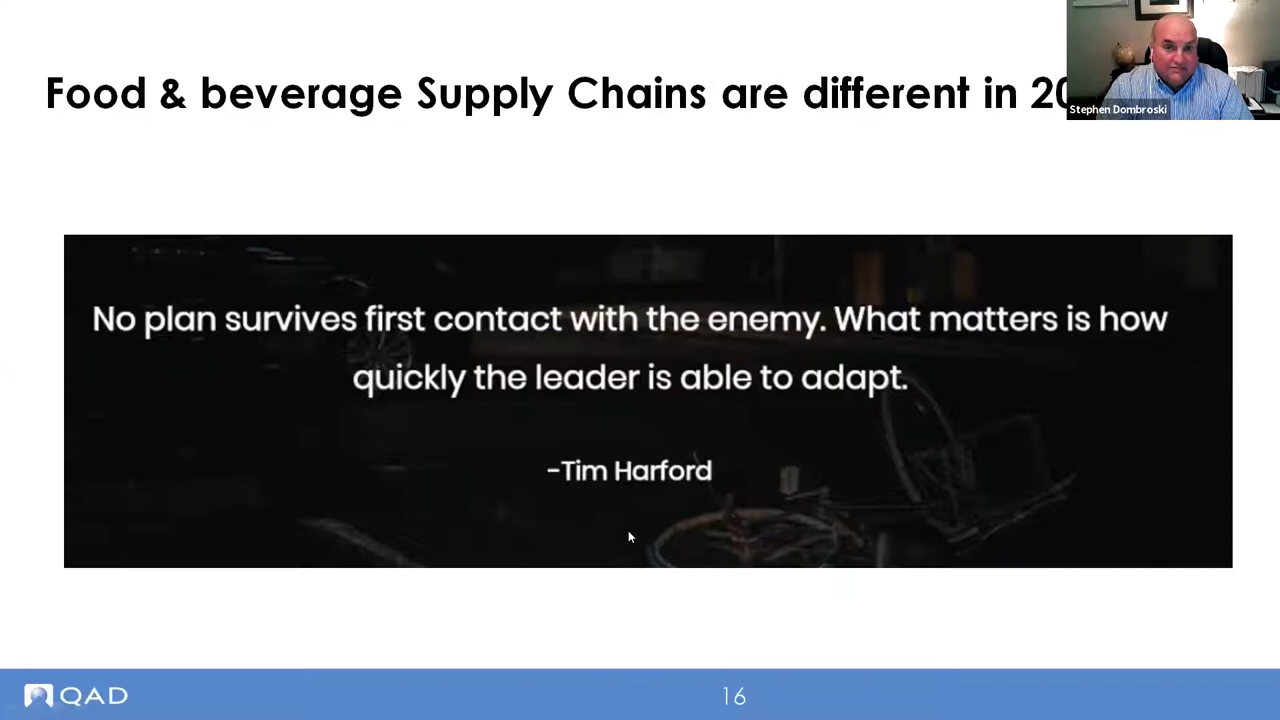 Food & beverage Supply Chains are different in 20
Stephen Dombroski
No plan survives first contact with the enemy. What matters is how
quickly the leader is able to adapt.
-Tim Harford
QAD
16